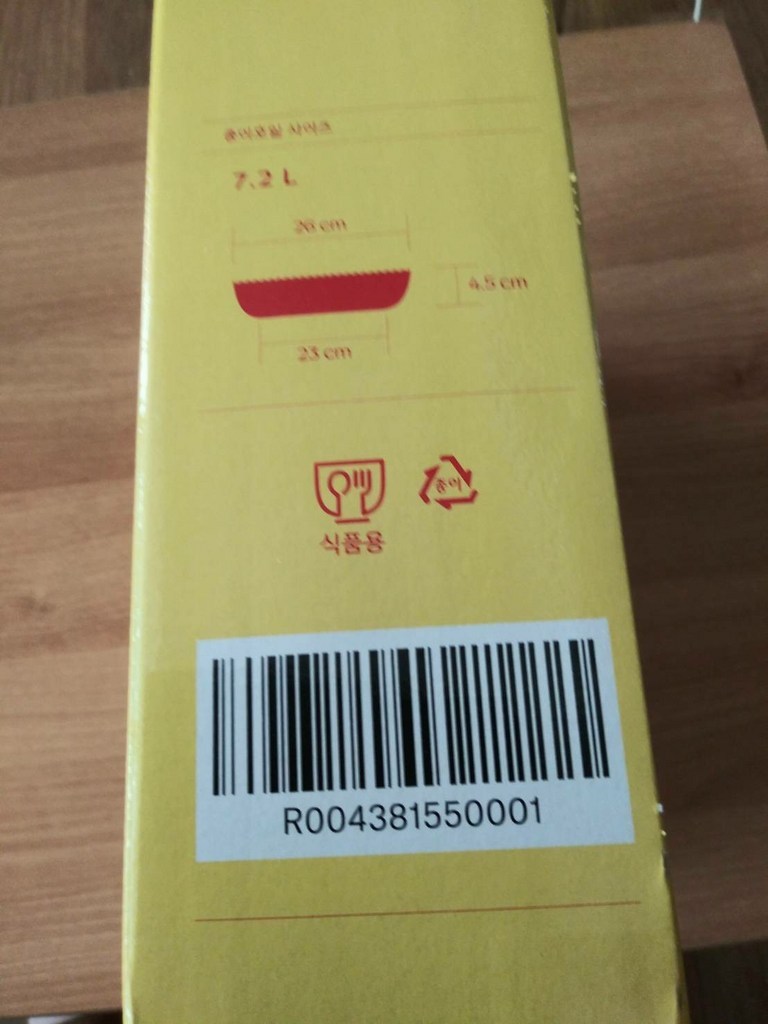 종이호일 사이즈
7.2 L
26 cm
4.5 cm
23 cm
종이
식품용
R004381550001